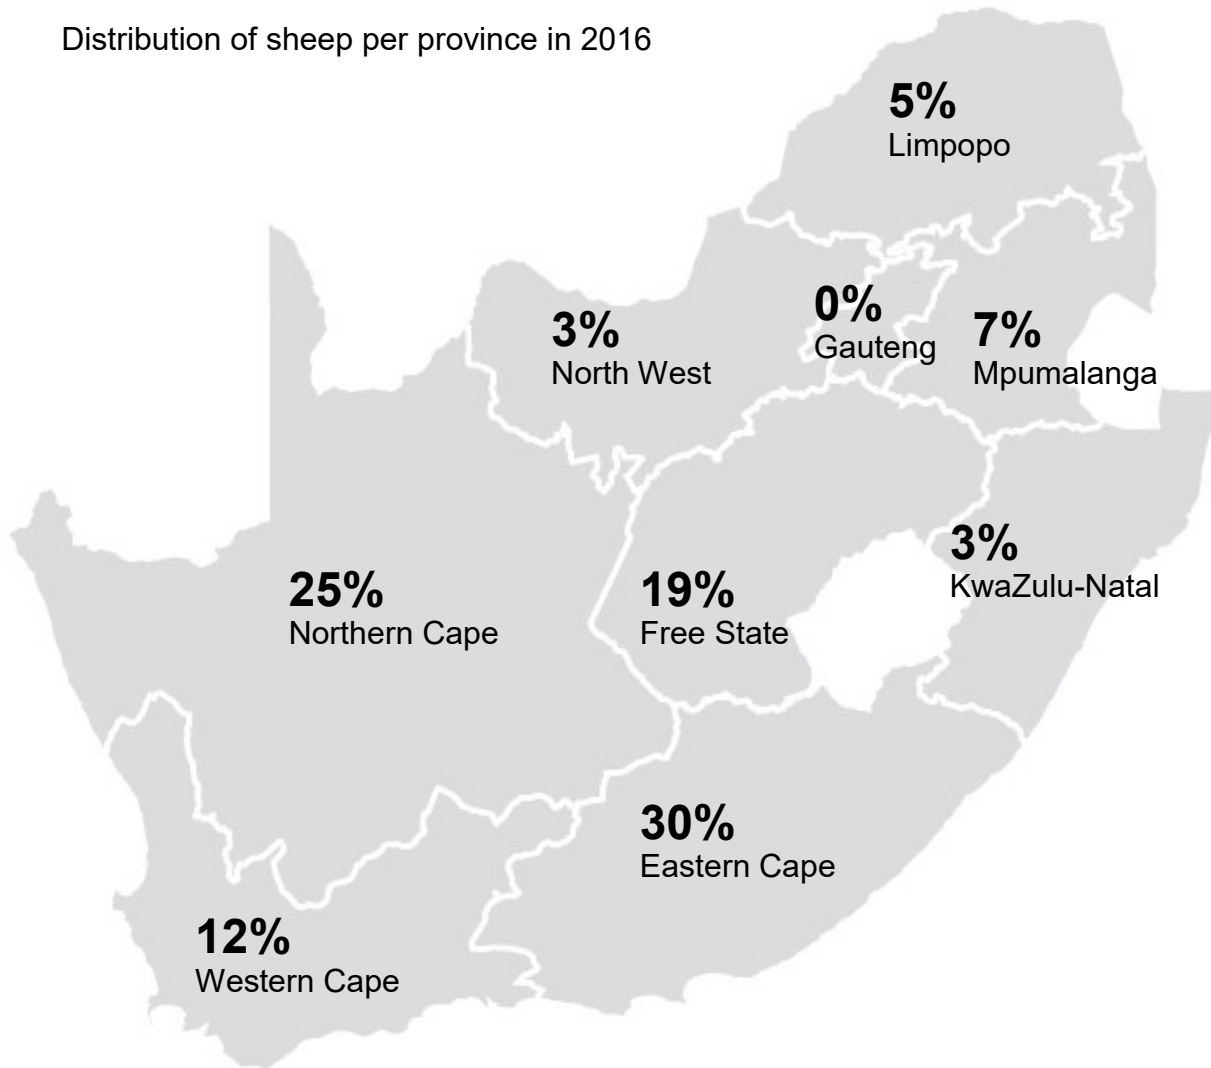 Distribution of sheep per province in 2016
5%
Limpopo
0%
Gauteng
3%
North West
7%
Mpumalanga
3%
KwaZulu-Natal
25%
Northern Cape
19%
Free State
30%
Eastern Cape
12%
Western Cape